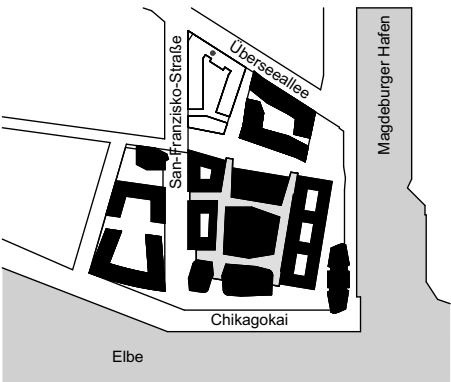 San-Franzisko-Straße
Überseeallee
Magdeburger Hafen
Chikagokai
Elbe